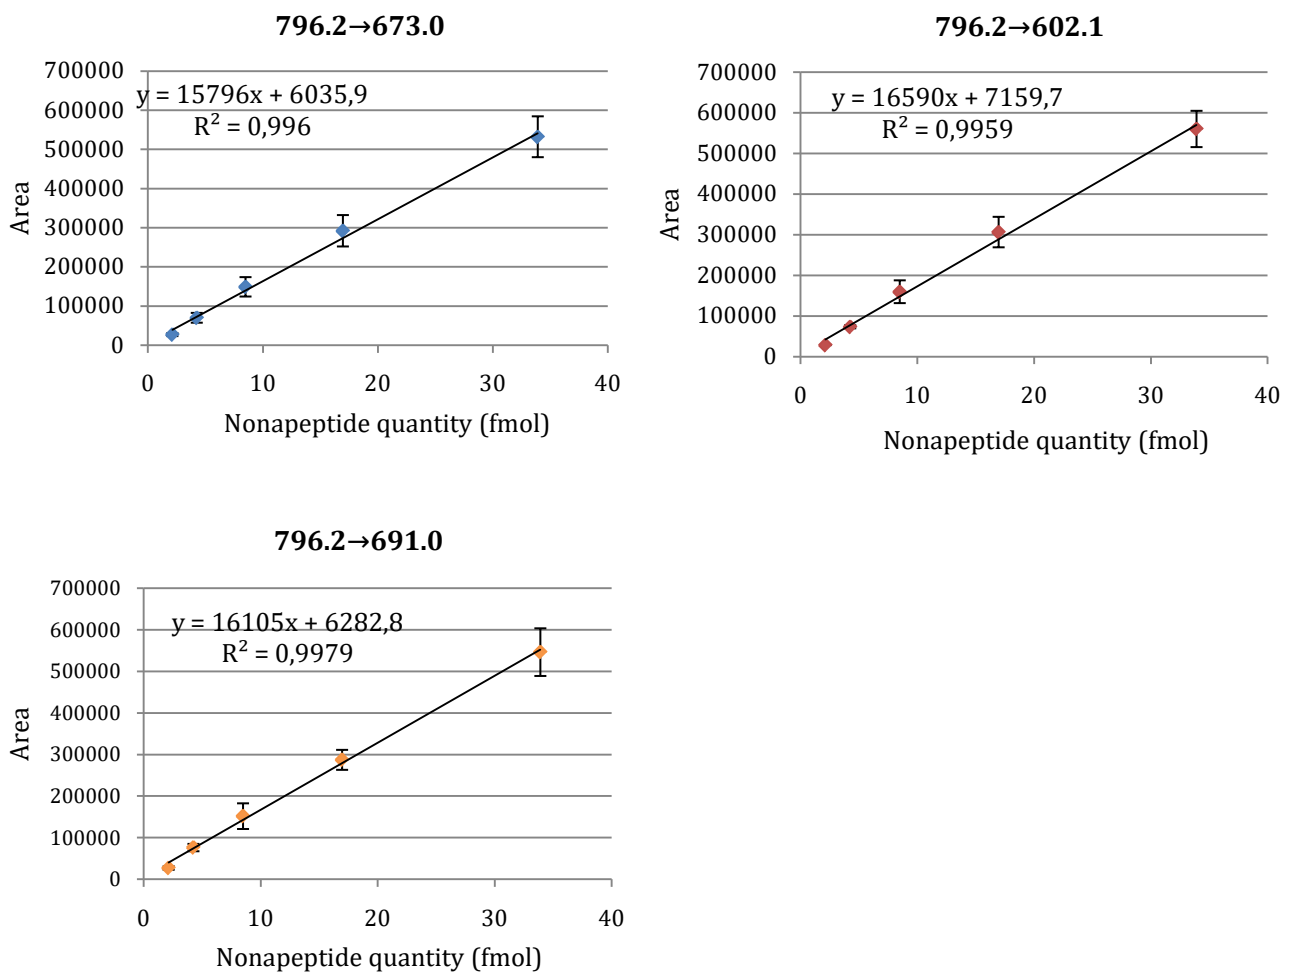 796.2→673.0
700000
600000
500000
400000
300000
200000
100000
0
y = 15796x + 6035,9
R² = 0,996
Area
0 10 20 30 40
Nonapeptide quantity (fmol)
796.2→602.1
700000
600000
500000
400000
300000
200000
100000
0
y = 16590x + 7159,7
R² = 0,9959
Area
0 10 20 30 40
Nonapeptide quantity (fmol)
796.2→691.0
700000
600000
500000
400000
300000
200000
100000
0
y = 16105x + 6282,8
R² = 0,9979
Area
0 10 20 30 40
Nonapeptide quantity (fmol)